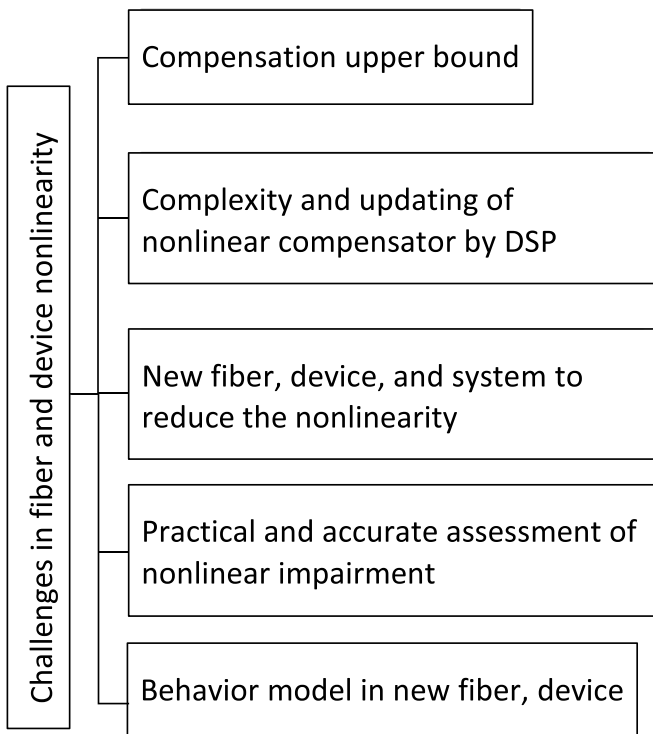 Challenges in fiber and device nonlinearity
Compensation upper bound
Complexity and updating of
nonlinear compensator by DSP
New fiber, device, and system to
reduce the nonlinearity
Practical and accurate assessment of
nonlinear impairment
Behavior model in new fiber, device